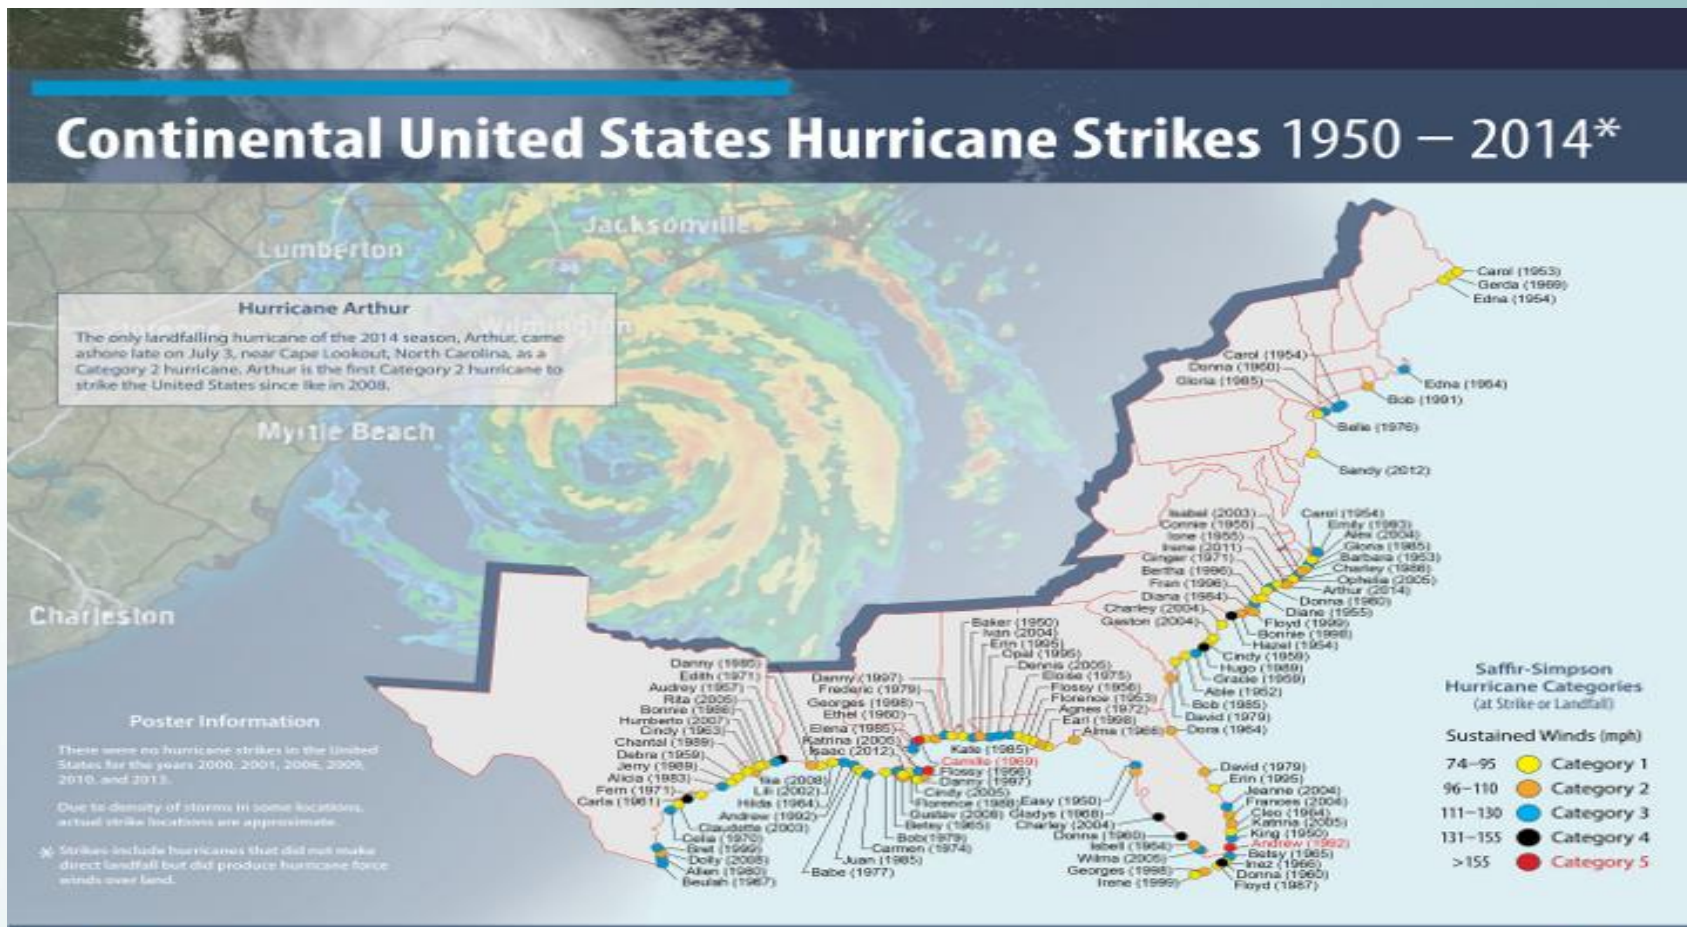 Continental United States Hurricane Strikes 1950 – 2014*
Jacksonville
Lumberton
Wilmington
Myrtle Beach
Charleston
Hurricane Arthur
The only landfalling hurricane of the 2014 season, Arthur, came
ashore late on July 3, near Cape Lookout, North Carolina, as a
Category 2 hurricane. Arthur is the first Category 2 hurricane to
strike the United States since Ike in 2008.
Poster Information
There were no hurricane strikes in the United
States for the years 2000, 2001, 2006, 2009,
2010, and 2013.
Due to density of storms in some locations,
actual strike locations are approximate.
* Strikes include hurricanes that did not make
direct landfall but did produce hurricane force
winds over land.
Carol (1953)
Gerda (1969)
Edna (1954)
Carol (1954)
Donna (1960)
Gloria (1985)
Edna (1954)
Bob (1991)
Belle (1976)
Sandy (2012)
Isabel (2003)
Connie (1955)
Ione (1955)
Irene (2011)
Ginger (1971)
Bertha (1996)
Fran (1996)
Diana (1984)
Charley (2004)
Gaston (2004)
Carol (1954)
Emily (1993)
Alex (2004)
Gloria (1985)
Barbara (1953)
Charley (1986)
Ophelia (2005)
Arthur (2014)
Donna (1960)
Diane (1955)
Floyd (1999)
Bonnie (1998)
Hazel (1954)
Cindy (1959)
Hugo (1989)
Gracie (1959)
Able (1952)
Bob (1985)
David (1979)
Dora (1964)
Baker (1950)
Ivan (2004)
Erin (1995)
Opal (1995)
Dennis (2005)
Eloise (1975)
Flossy (1956)
Florence (1953)
Agnes (1972)
Earl (1998)
Alma (1966)
Kate (1985)
Danny (1997)
Frederic (1979)
Georges (1998)
Ethel (1960)
Elena (1985)
Katrina (2005)
Isaac (2012)
Camille (1969)
Flossy (1956)
Danny (1997)
Cindy (2005)
Florence (1988)
Gustav (2008)
Betsy (1965)
Bob (1979)
Carmen (1974)
Juan (1985)
Babe (1977)
Danny (1985)
Edith (1971)
Audrey (1957)
Rita (2005)
Bonnie (1986)
Humberto (2007)
Cindy (1963)
Chantal (1989)
Debra (1959)
Jerry (1989)
Alicia (1983)
Fern (1971)
Carla (1961)
Ike (2008)
Lili (2002)
Hilda (1964)
Andrew (1992)
Claudette (2003)
Celia (1970)
Bret (1999)
Dolly (2008)
Allen (1980)
Beulah (1967)
Easy (1950)
Gladys (1968)
Charley (2004)
Donna (1960)
Isbell (1964)
Wilma (2005)
Georges (1998)
Irene (1999)
David (1979)
Erin (1995)
Jeanne (2004)
Frances (2004)
Cleo (1964)
Katrina (2005)
King (1950)
Andrew (1992)
Betsy (1965)
Inez (1966)
Donna (1960)
Floyd (1987)
Saffir-Simpson
Hurricane Categories
(at Strike or Landfall)
Sustained Winds (mph)
74–95 Category 1
96–110 Category 2
111–130 Category 3
131–155 Category 4
>155 Category 5